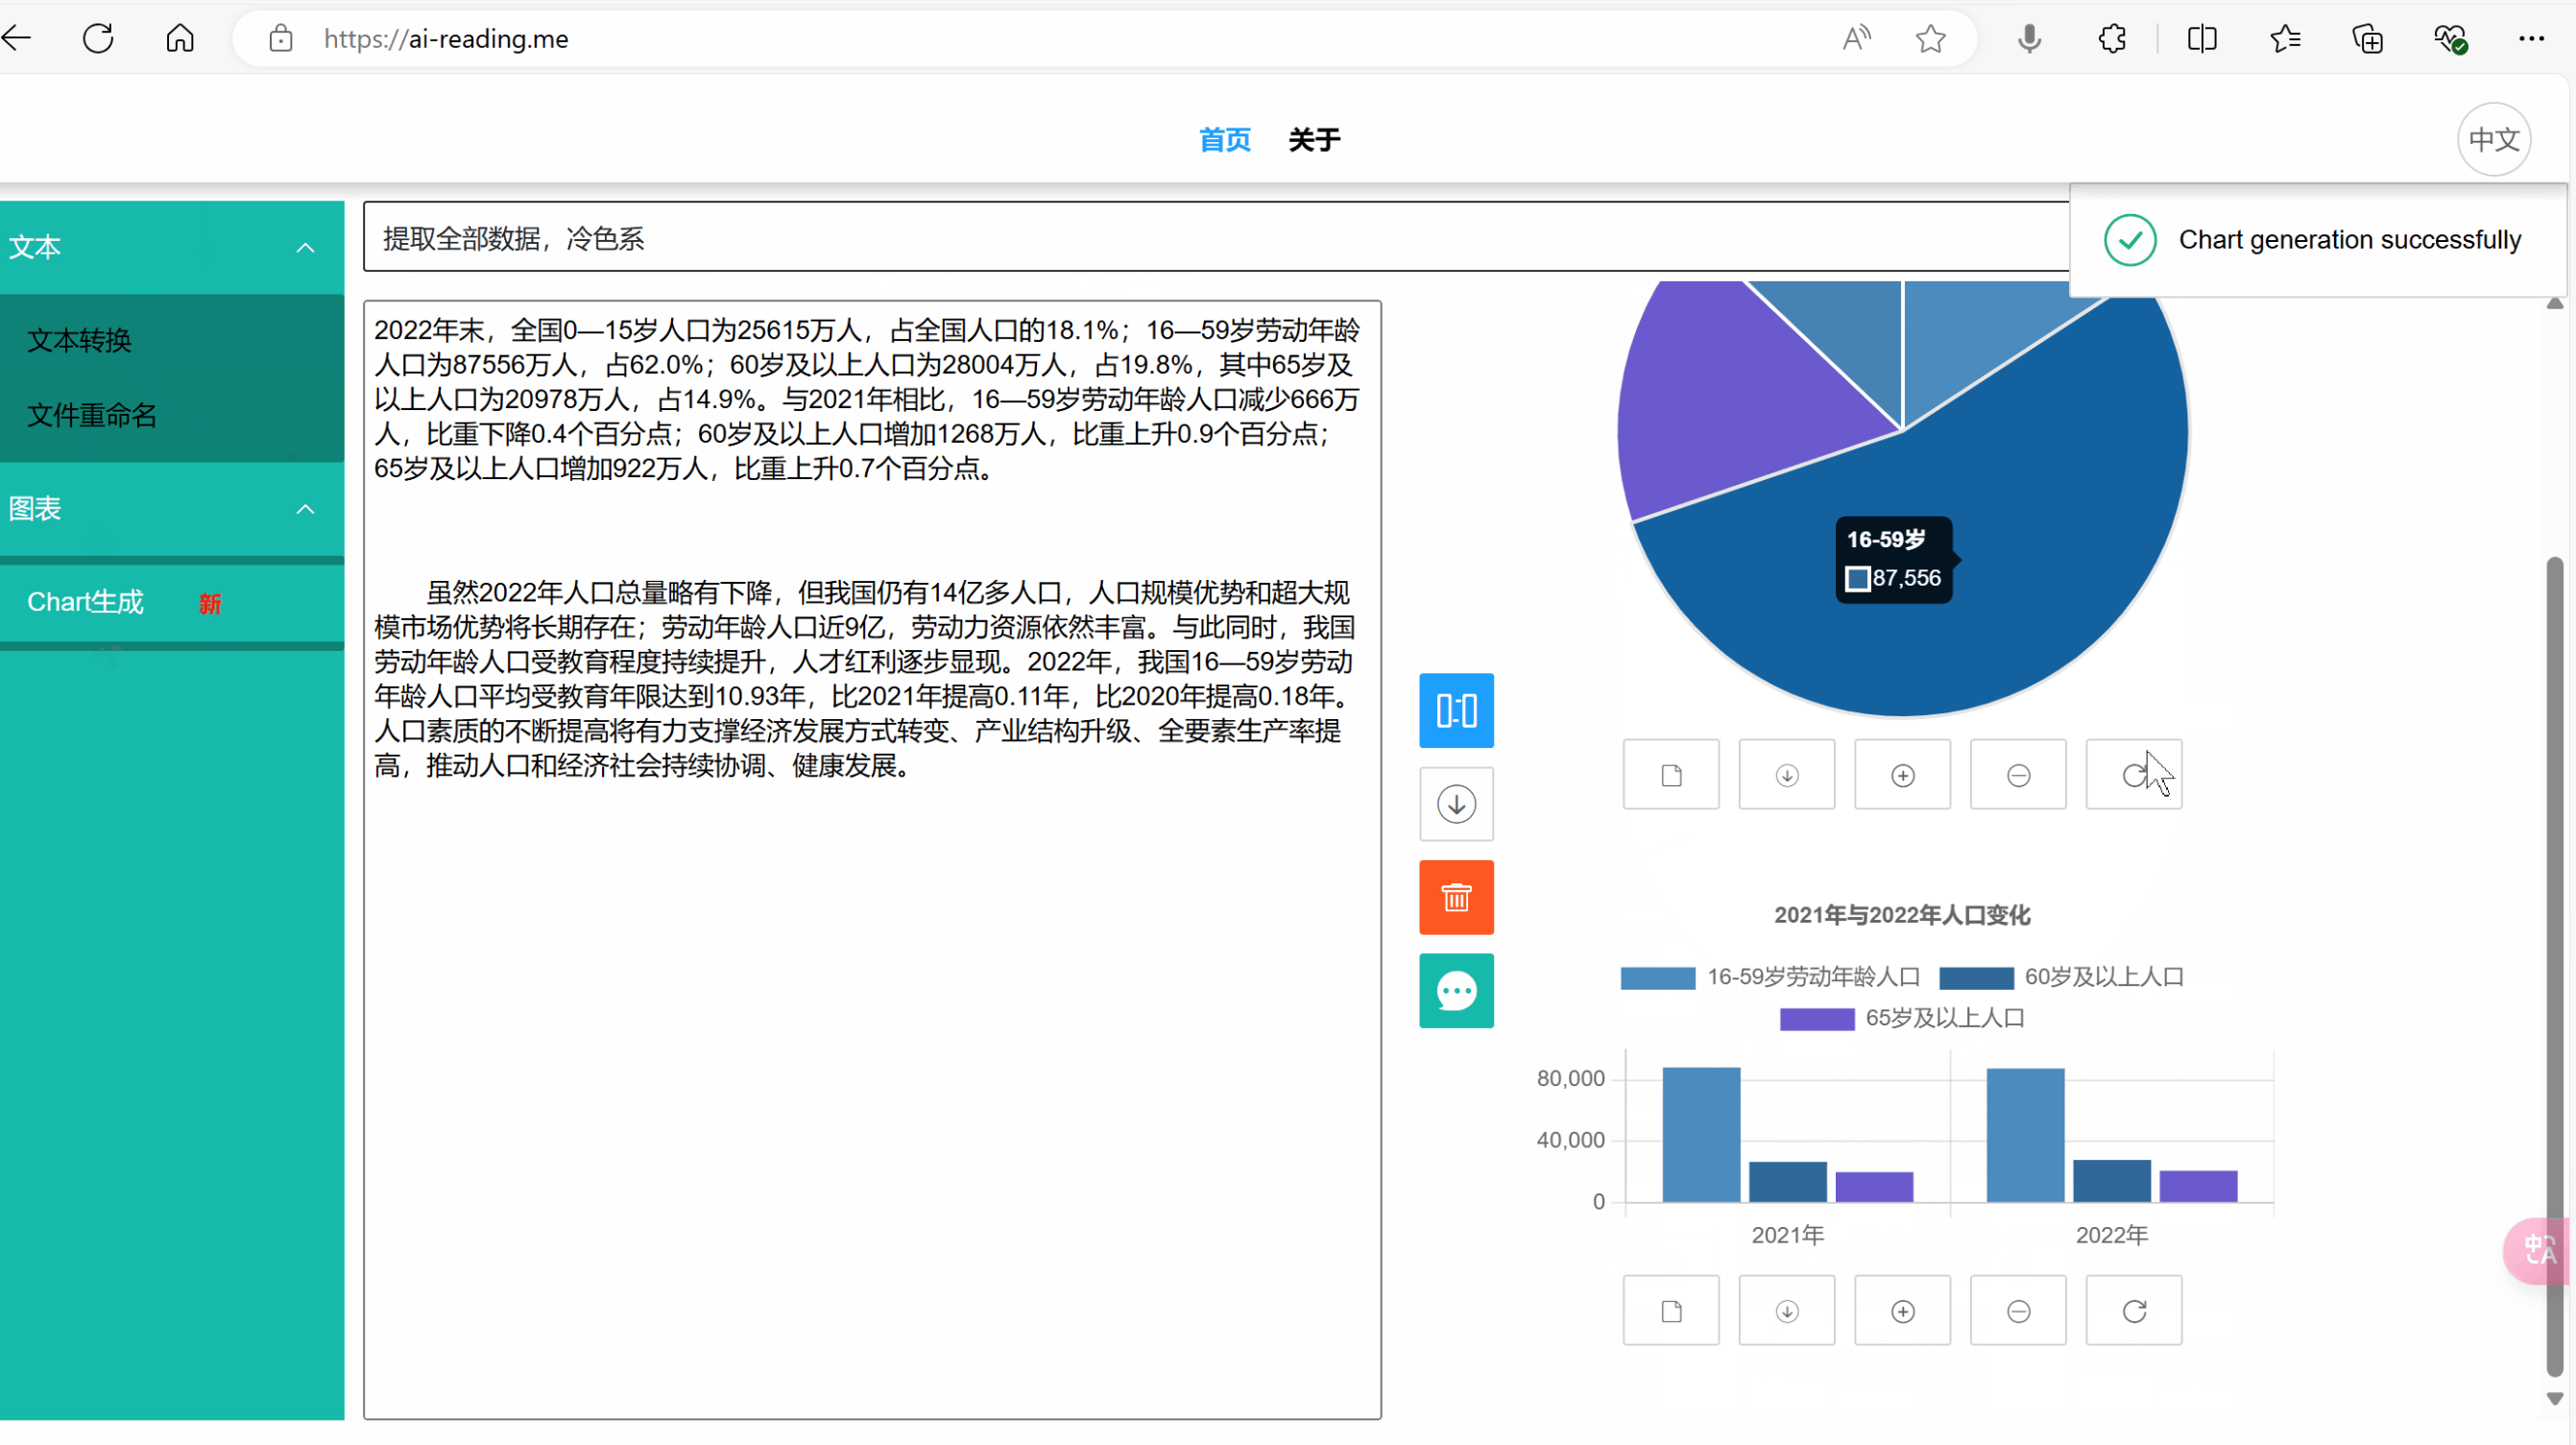 https://ai-reading.me
首页 关于
中文
Chart generation successfully
文本
文本转换
文件重命名
图表
Chart生成 新
提取全部数据，冷色系
2022年末，全国0—15岁人口为25615万人，占全国人口的18.1%；16—59岁劳动年龄
人口为87556万人，占62.0%；60岁及以上人口为28004万人，占19.8%，其中65岁及
以上人口为20978万人，占14.9%。与2021年相比，16—59岁劳动年龄人口减少666万
人，比重下降0.4个百分点；60岁及以上人口增加1268万人，比重上升0.9个百分点；
65岁及以上人口增加922万人，比重上升0.7个百分点。
虽然2022年人口总量略有下降，但我国仍有14亿多人口，人口规模优势和超大规
模市场优势将长期存在；劳动年龄人口近9亿，劳动力资源依然丰富。与此同时，我国
劳动年龄人口受教育程度持续提升，人才红利逐步显现。2022年，我国16—59岁劳动
年龄人口平均受教育年限达到10.93年，比2021年提高0.11年，比2020年提高0.18年。
人口素质的不断提高将有力支撑经济发展方式转变、产业结构升级、全要素生产率提
高，推动人口和经济社会持续协调、健康发展。
16-59岁
87,556
2021年与2022年人口变化
16-59岁劳动年龄人口 60岁及以上人口
65岁及以上人口
80,000
40,000
0
2021年 2022年
中A